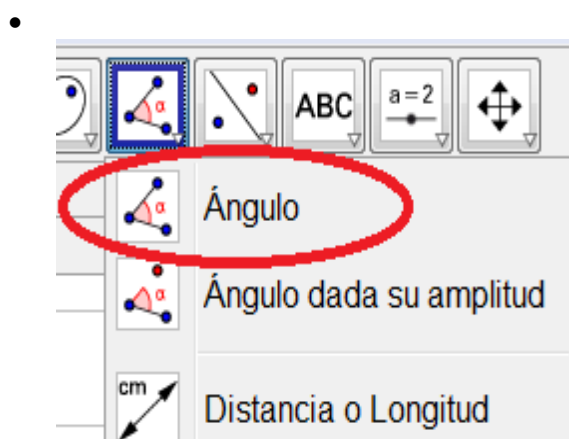 ABC
a=2
α
Ángulo
α
Ángulo dada su amplitud
α
cm
Distancia o Longitud